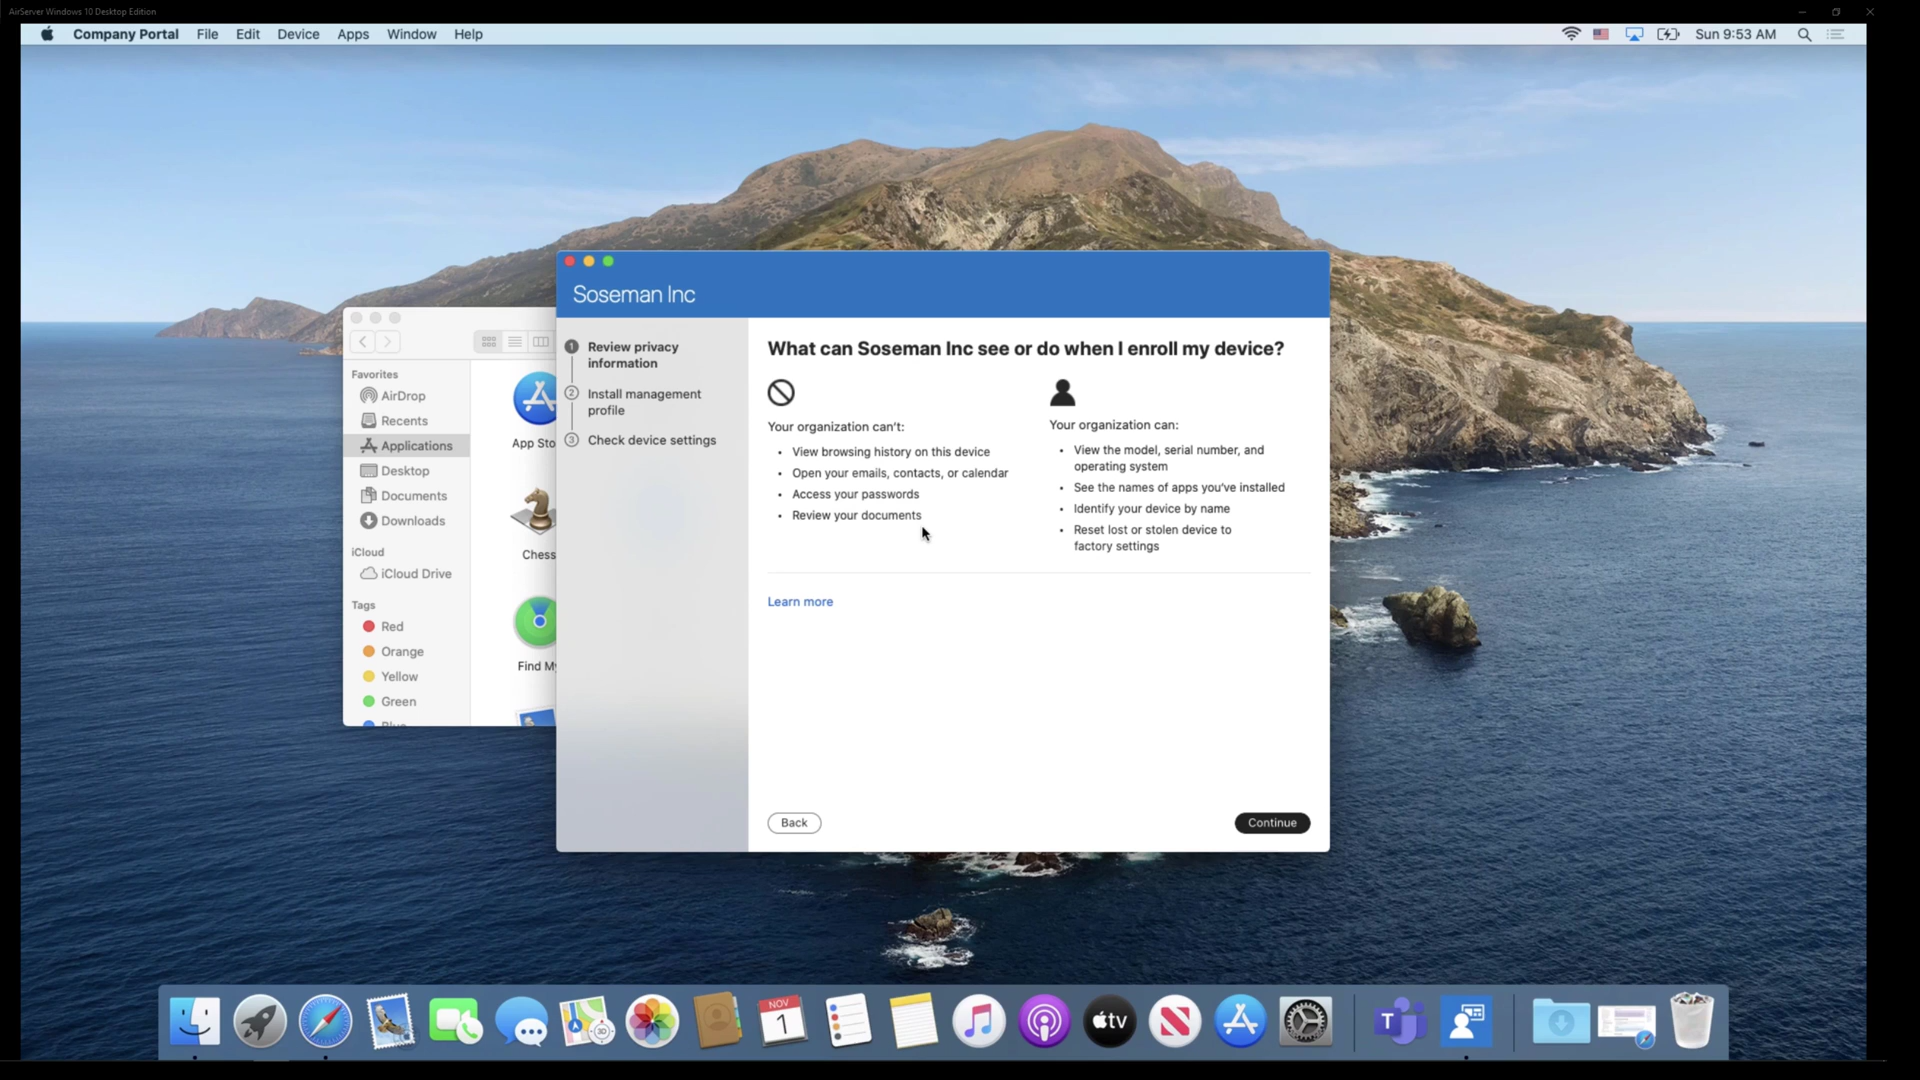 AirServer Windows 10 Desktop Edition
Company Portal File Edit Device Apps Window Help
Sun 9:53 AM
Soseman Inc
Favorites
AirDrop
Recents
Applications
Desktop
Documents
Downloads
iCloud
iCloud Drive
Tags
Red
Orange
Yellow
Green
App Sto
Chess
Find My
1 Review privacy
information
2 Install management
profile
3 Check device settings
What can Soseman Inc see or do when I enroll my device?
Your organization can't:
• View browsing history on this device
• Open your emails, contacts, or calendar
• Access your passwords
• Review your documents
Your organization can:
• View the model, serial number, and
operating system
• See the names of apps you've installed
• Identify your device by name
• Reset lost or stolen device to
factory settings
Learn more
Back
Continue
3D
NOV
1
tv
T